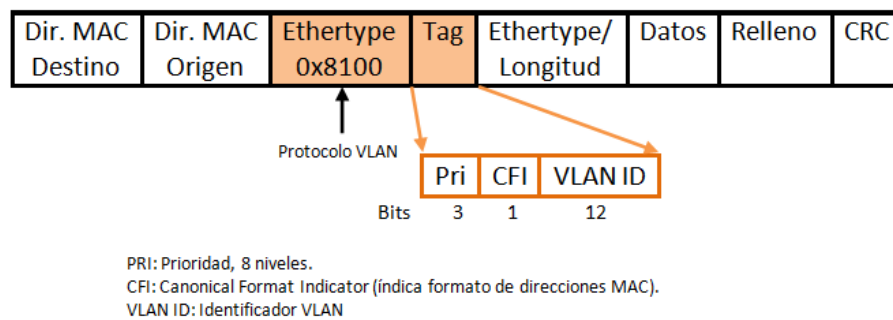 Dir. MAC Destino Dir. MAC Origen Ethertype 0x8100 Tag Ethertype/ Longitud Datos Relleno CRC
Protocolo VLAN
Pri CFI VLAN ID
Bits 3 1 12
PRI: Prioridad, 8 niveles.
CFI: Canonical Format Indicator (índica formato de direcciones MAC).
VLAN ID: Identificador VLAN